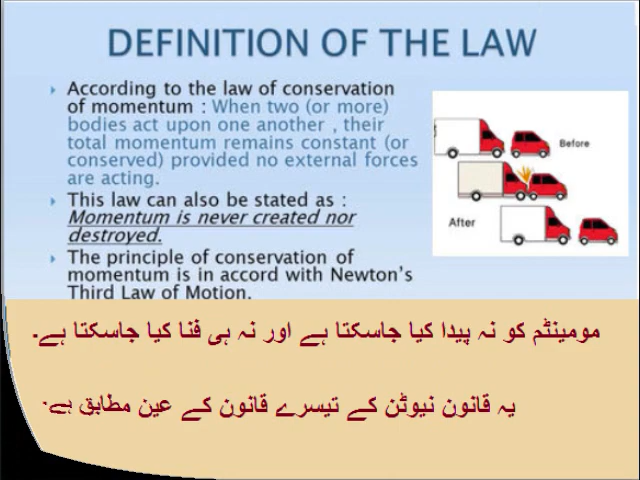 DEFINITION OF THE LAW
According to the law of conservation
of momentum : When two (or more)
bodies act upon one another , their
total momentum remains constant (or
conserved) provided no external forces
are acting.
This law can also be stated as :
Momentum is never created nor
destroyed.
The principle of conservation of
momentum is in accord with Newton's
Third Law of Motion.
Before
After
مومینٹم کو نہ پیدا کیا جاسکتا ہے اور نہ ہی فنا کیا جاسکتا ہے۔
یہ قانون نیوٹن کے تیسرے قانون کے عین مطابق ہے۔